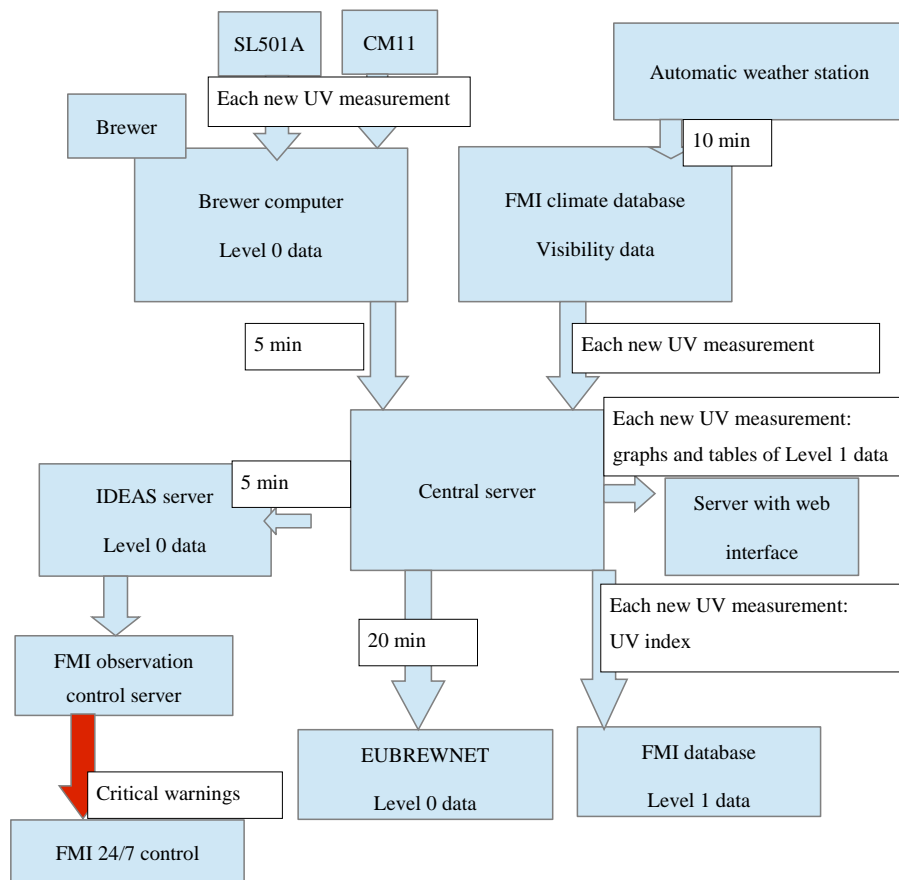 SL501A
CM11
Automatic weather station
Each new UV measurement
Brewer
10 min
Brewer computer
Level 0 data
FMI climate database
Visibility data
5 min
Each new UV measurement
Each new UV measurement:
graphs and tables of Level 1 data
IDEAS server
Level 0 data
5 min
Central server
Server with web
interface
Each new UV measurement:
UV index
20 min
FMI observation
control server
EUBREWNET
Level 0 data
FMI database
Level 1 data
Critical warnings
FMI 24/7 control